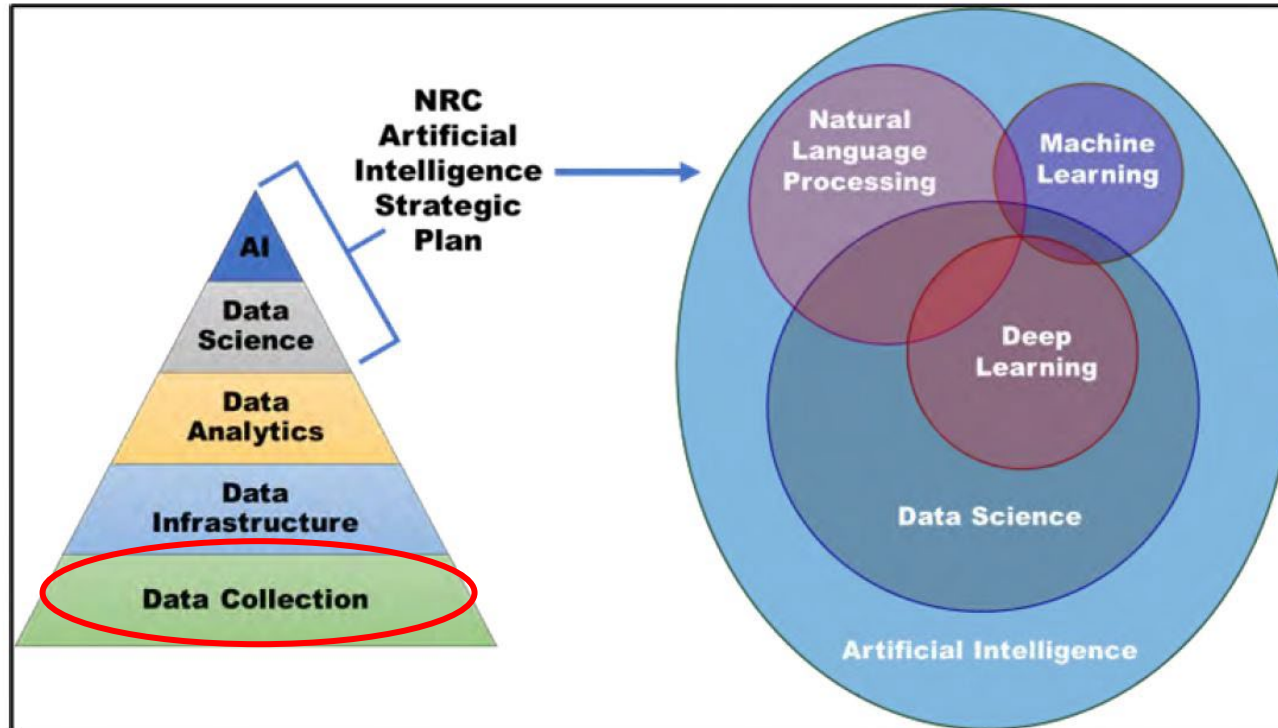 NRC
Artificial
Intelligence
Strategic
Plan
AI
Data
Science
Data
Analytics
Data
Infrastructure
Data Collection
Natural
Language
Processing
Machine
Learning
Deep
Learning
Data Science
Artificial Intelligence